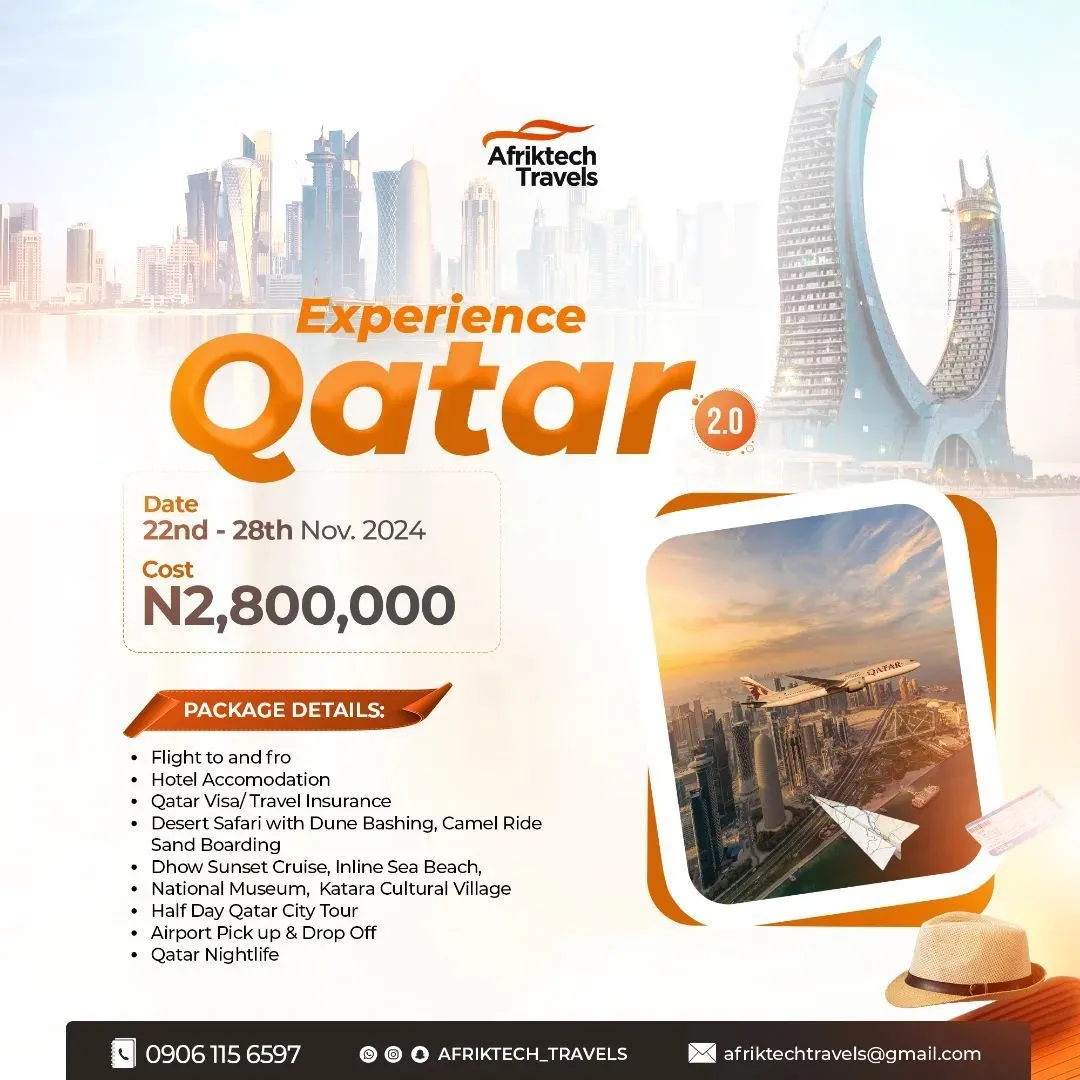 Afriktech
Travels
Experience
Qatar
2.0
Date
22nd - 28th Nov. 2024
Cost
N2,800,000
PACKAGE DETAILS:
• Flight to and fro
• Hotel Accomodation
• Qatar Visa/ Travel Insurance
• Desert Safari with Dune Bashing, Camel Ride
Sand Boarding
• Dhow Sunset Cruise, Inline Sea Beach,
• National Museum, Katara Cultural Village
• Half Day Qatar City Tour
• Airport Pick up & Drop Off
• Qatar Nightlife
QATAR
0906 115 6597
AFRIKTECH_TRAVELS
afriktechtravels@gmail.com